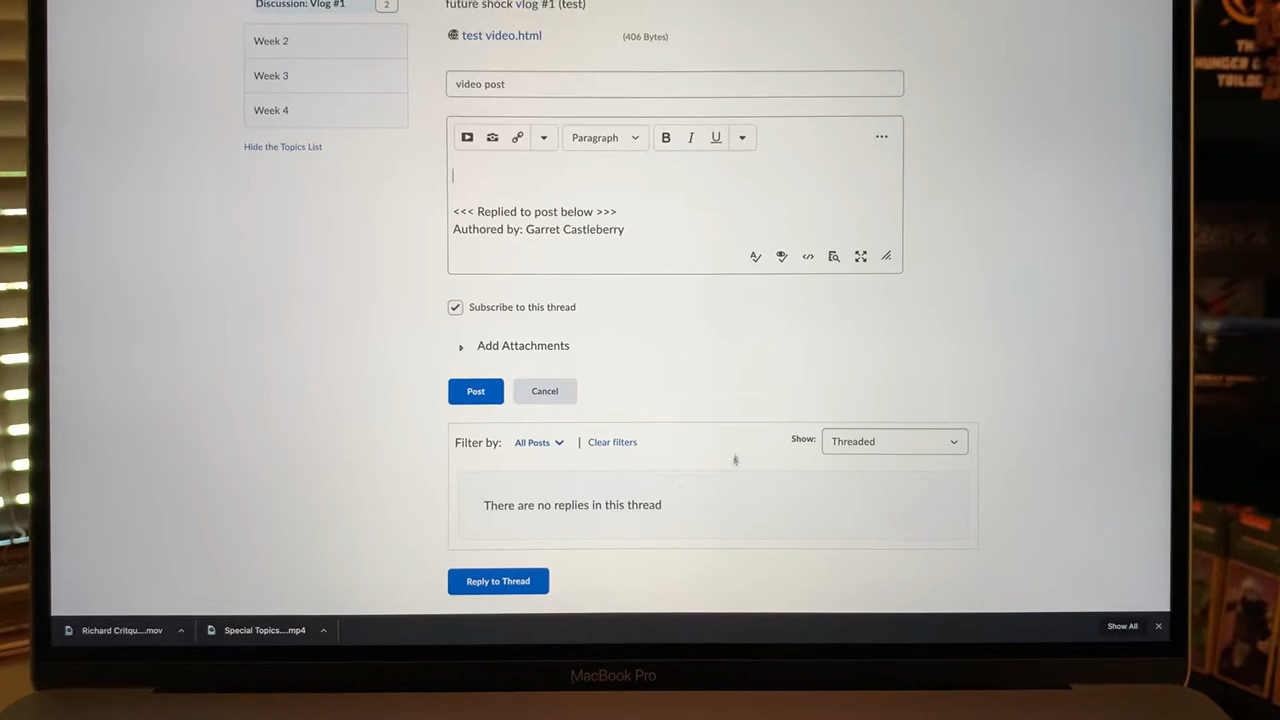 Discussion: Vlog #1
2
Week 2
Week 3
Week 4
Hide the Topics List
future shock vlog #1 (test)
test video.html (406 Bytes)
video post
Paragraph B I U ...
<<< Replied to post below >>>
Authored by: Garret Castleberry
Subscribe to this thread
Add Attachments
Post Cancel
Filter by: All Posts | Clear filters Show: Threaded
There are no replies in this thread
Reply to Thread
Richard Critqu....mov Special Topics....mp4 Show All
MacBook Pro